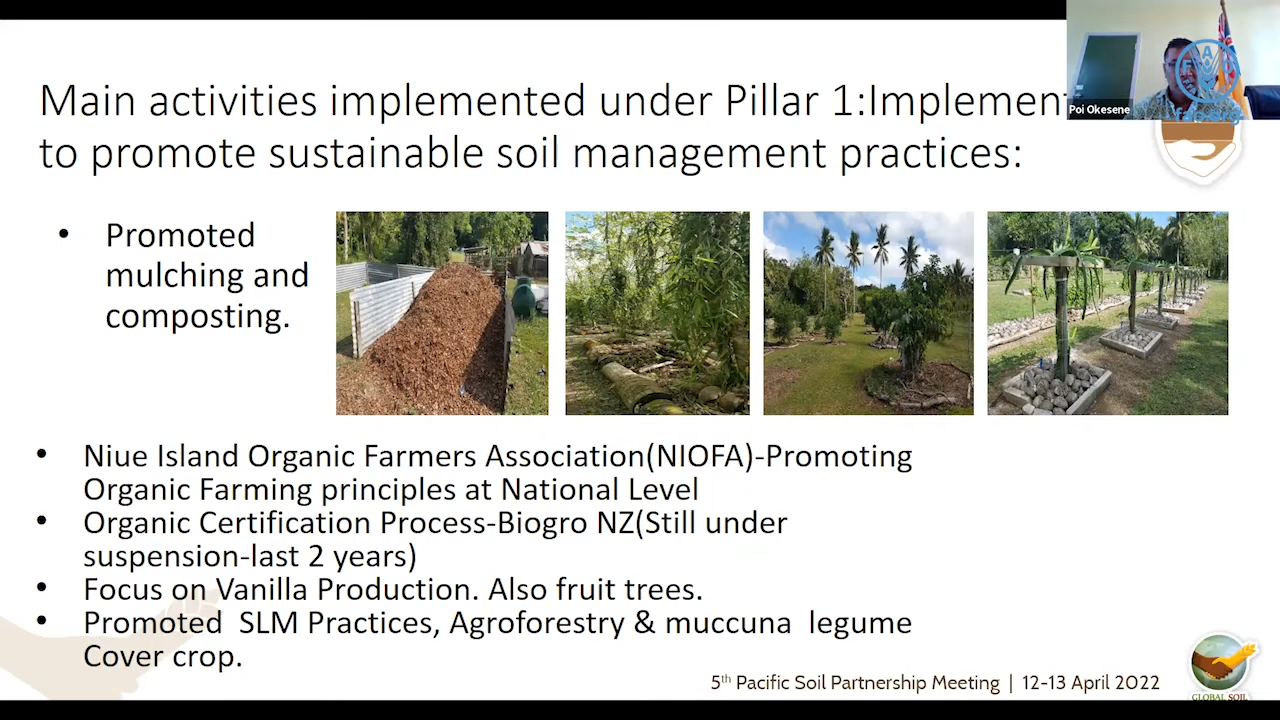 Main activities implemented under Pillar 1:Implement
to promote sustainable soil management practices:
Poi Okesene
• Promoted
mulching and
composting.
• Niue Island Organic Farmers Association(NIOFA)-Promoting
Organic Farming principles at National Level
• Organic Certification Process-Biogro NZ(Still under
suspension-last 2 years)
• Focus on Vanilla Production. Also fruit trees.
• Promoted SLM Practices, Agroforestry & muccuna legume
Cover crop.
5th Pacific Soil Partnership Meeting | 12-13 April 2022
GLOBAL SOIL